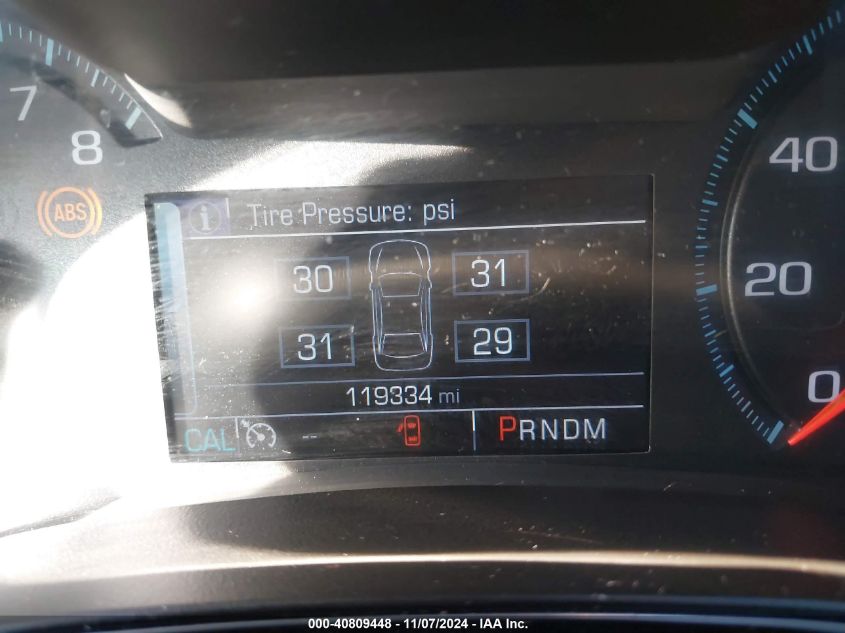 7
8
40
20
0
ABS
i Tire Pressure: psi
30 31
31 29
119334 mi
CAL -- PRNDM
000-40809448 - 11/07/2024 - IAA Inc.